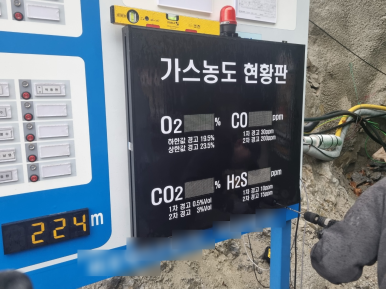 가스농도 현황판
O2 %
하한값 경고 19.5%
상한값 경고 23.5%
CO ppm
1차 경고 30ppm
2차 경고 200ppm
CO2 %
1차 경고 0.5%Vol
2차 경고 3%Vol
H2S ppm
1차 경고 10ppm
2차 경고 15ppm
224m